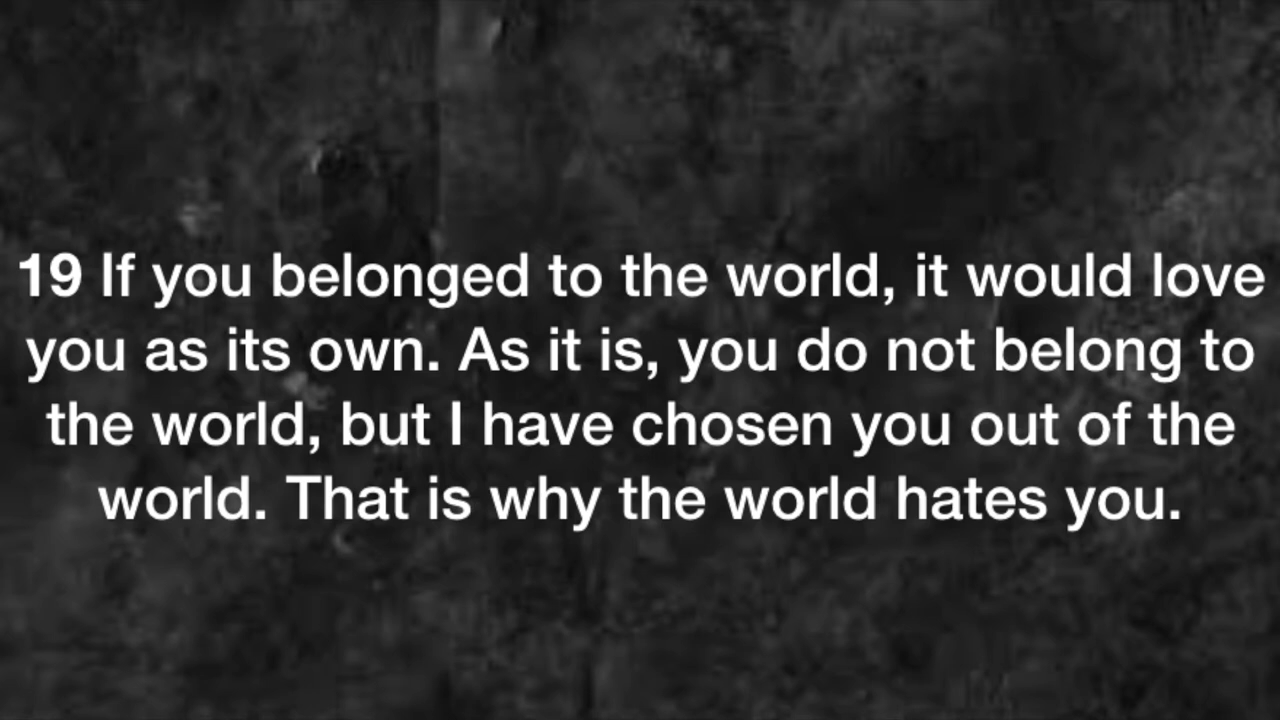 19 If you belonged to the world, it would love
you as its own. As it is, you do not belong to
the world, but I have chosen you out of the
world. That is why the world hates you.